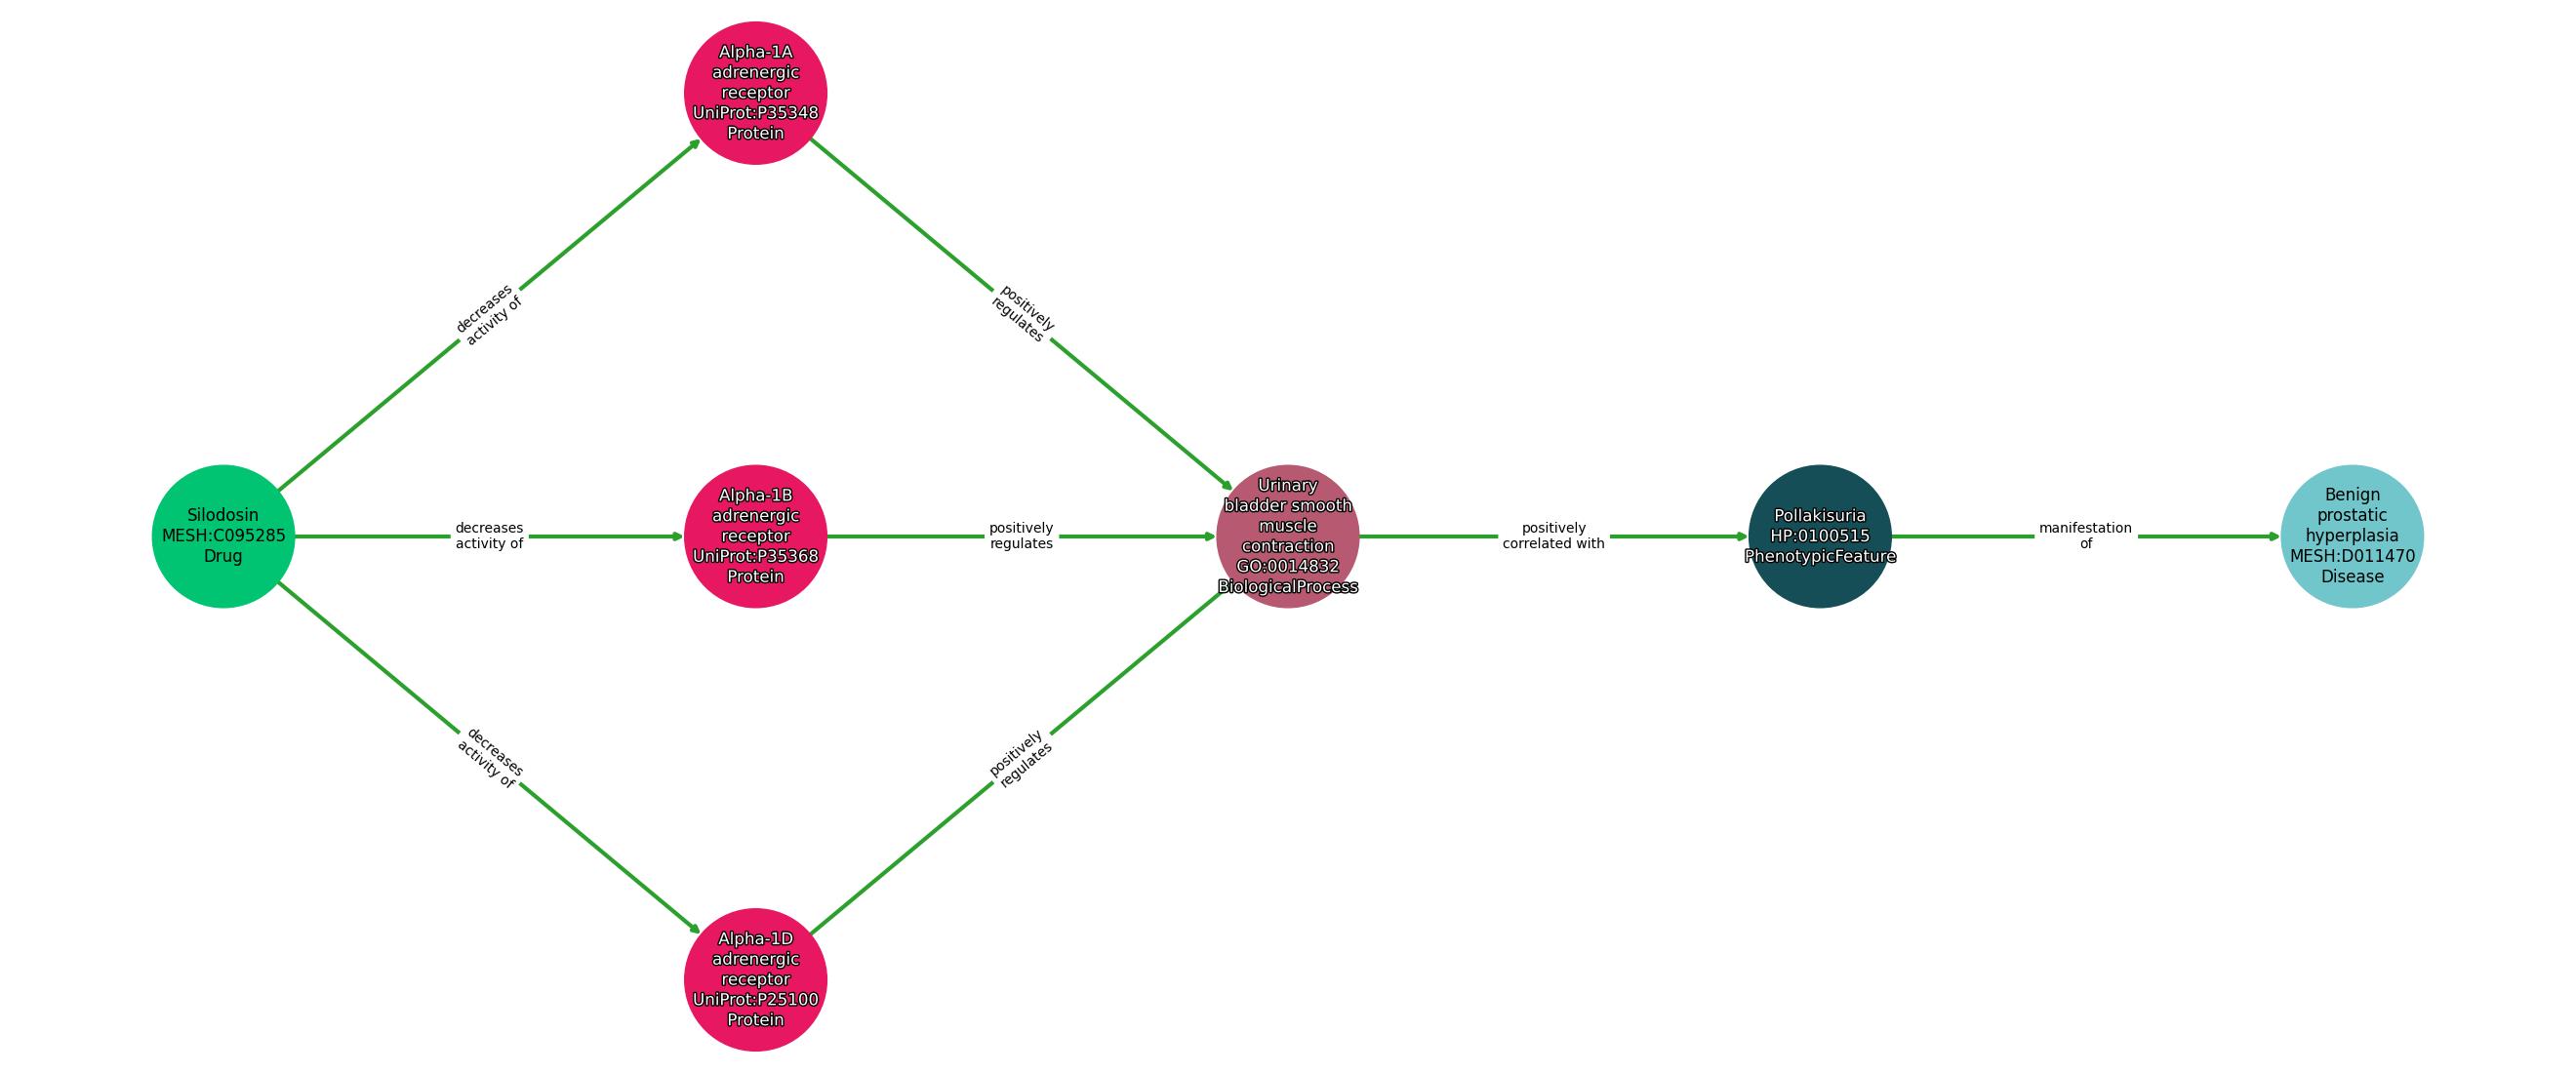 Alpha-1A
adrenergic
receptor
UniProt:P35348
Protein
decreases
activity of
positively
regulates
Silodosin
MESH:C095285
Drug
decreases
activity of
Alpha-1B
adrenergic
receptor
UniProt:P35368
Protein
positively
regulates
Urinary
bladder smooth
muscle
contraction
GO:0014832
BiologicalProcess
positively
correlated with
Pollakisuria
HP:0100515
PhenotypicFeature
manifestation
of
Benign
prostatic
hyperplasia
MESH:D011470
Disease
decreases
activity of
positively
regulates
Alpha-1D
adrenergic
receptor
UniProt:P25100
Protein